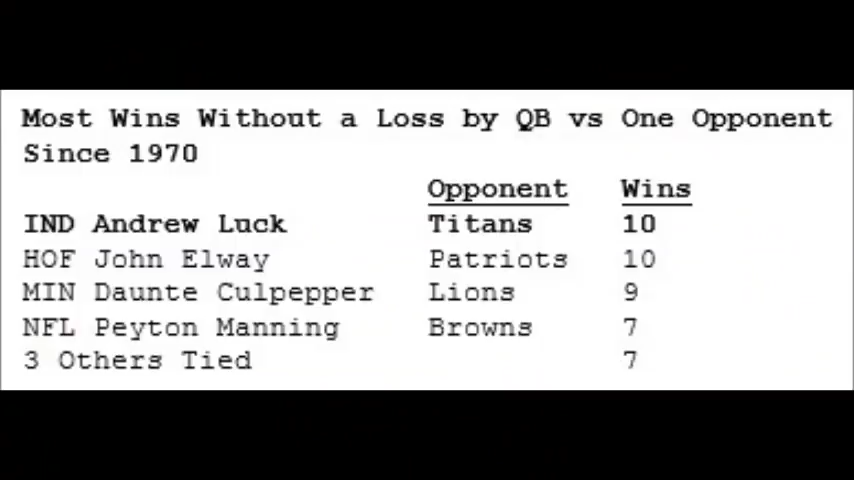 Most Wins Without a Loss by QB vs One Opponent
Since 1970
Opponent Wins
IND Andrew Luck Titans 10
HOF John Elway Patriots 10
MIN Daunte Culpepper Lions 9
NFL Peyton Manning Browns 7
3 Others Tied 7